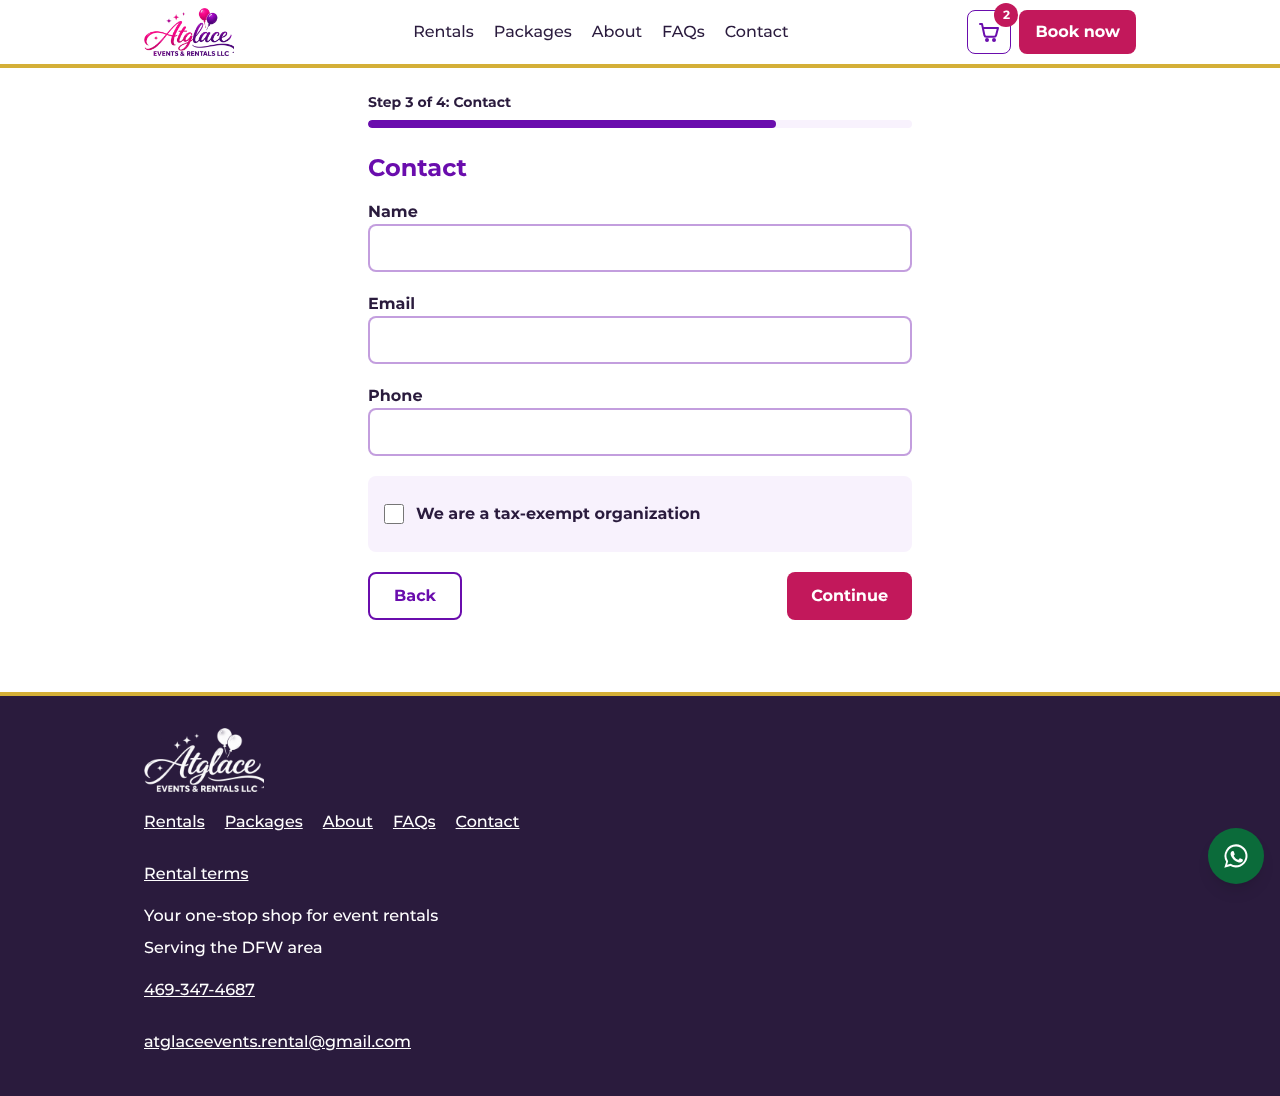 Atglace
EVENTS & RENTALS LLC
Rentals Packages About FAQs Contact
2
Book now
Step 3 of 4: Contact
Contact
Name
Email
Phone
We are a tax-exempt organization
Back
Continue
Atglace
EVENTS & RENTALS LLC
Rentals Packages About FAQs Contact
Rental terms
Your one-stop shop for event rentals
Serving the DFW area
469-347-4687
atglaceevents.rental@gmail.com